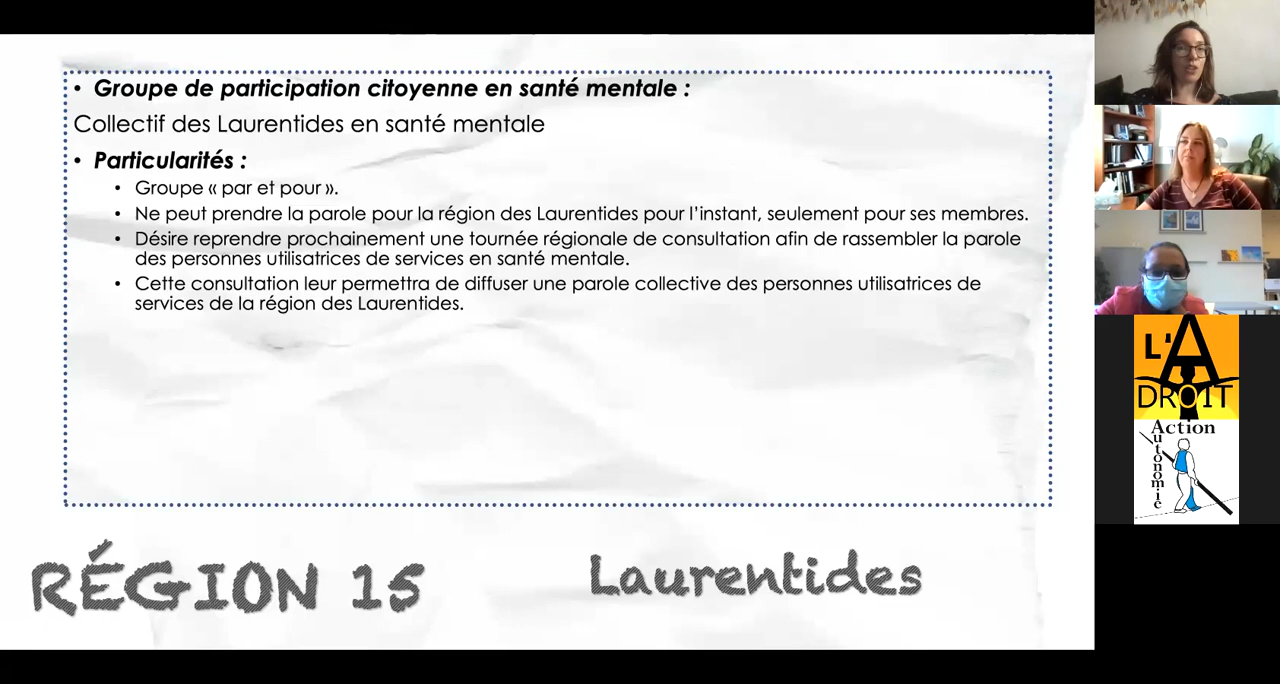 • Groupe de participation citoyenne en santé mentale :
Collectif des Laurentides en santé mentale
• Particularités :
• Groupe « par et pour ».
• Ne peut prendre la parole pour la région des Laurentides pour l’instant, seulement pour ses membres.
• Désire reprendre prochainement une tournée régionale de consultation afin de rassembler la parole
des personnes utilisatrices de services en santé mentale.
• Cette consultation leur permettra de diffuser une parole collective des personnes utilisatrices de
services de la région des Laurentides.
RÉGION 15
Laurentides
L'A
DROIT
Action
Autonomie